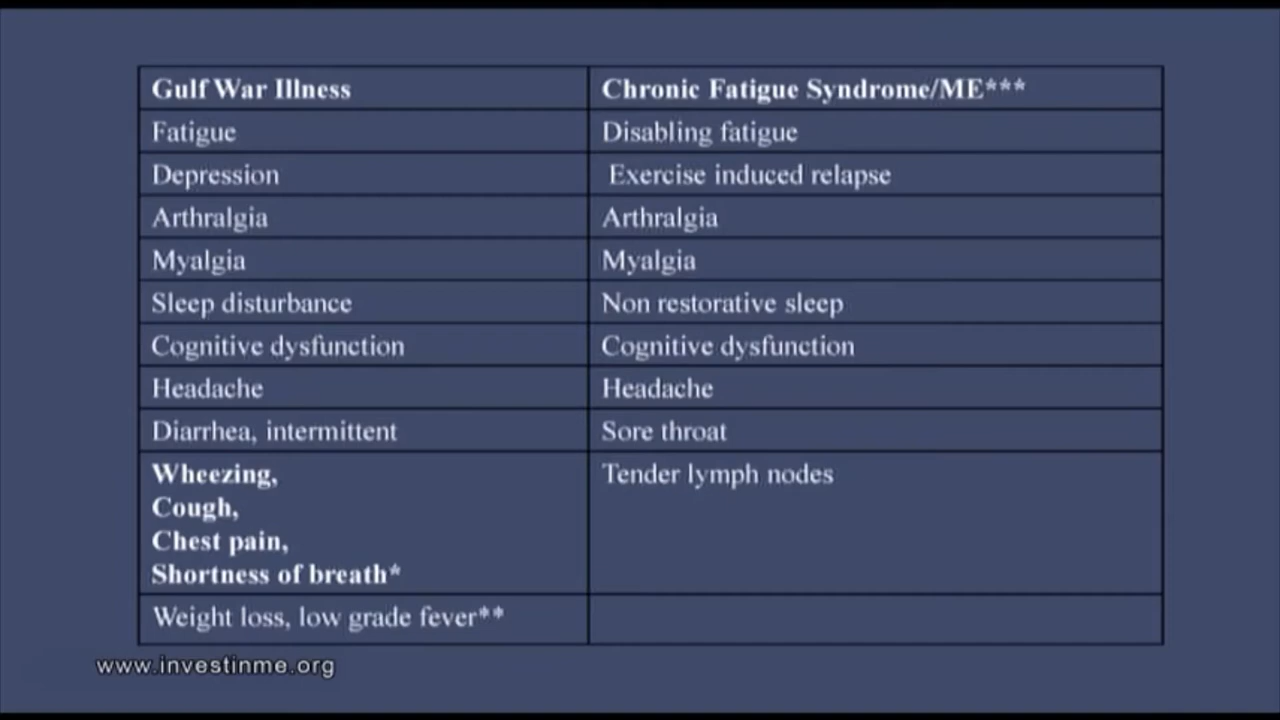 Gulf War Illness
Chronic Fatigue Syndrome/ME***
Fatigue
Disabling fatigue
Depression
Exercise induced relapse
Arthralgia
Arthralgia
Myalgia
Myalgia
Sleep disturbance
Non restorative sleep
Cognitive dysfunction
Cognitive dysfunction
Headache
Headache
Diarrhea, intermittent
Sore throat
Wheezing,
Cough,
Chest pain,
Shortness of breath*
Tender lymph nodes
Weight loss, low grade fever**
www.investinme.org